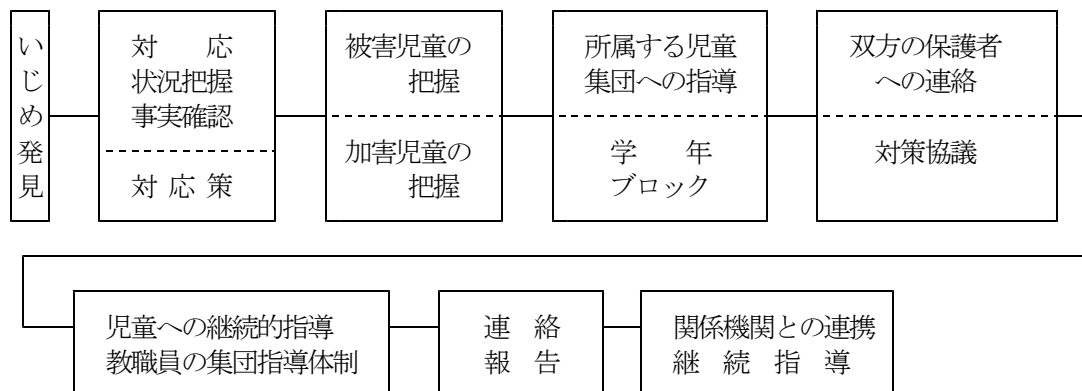 いじめ発見
対　　応
状況把握
事実確認
対 応 策
被害児童の
把握
加害児童の
把握
所属する児童
集団への指導
学　　年
ブロック
双方の保護者
への連絡
対策協議
児童への継続的指導
教職員の集団指導体制
連　絡
報　告
関係機関との連携
継　続　指　導